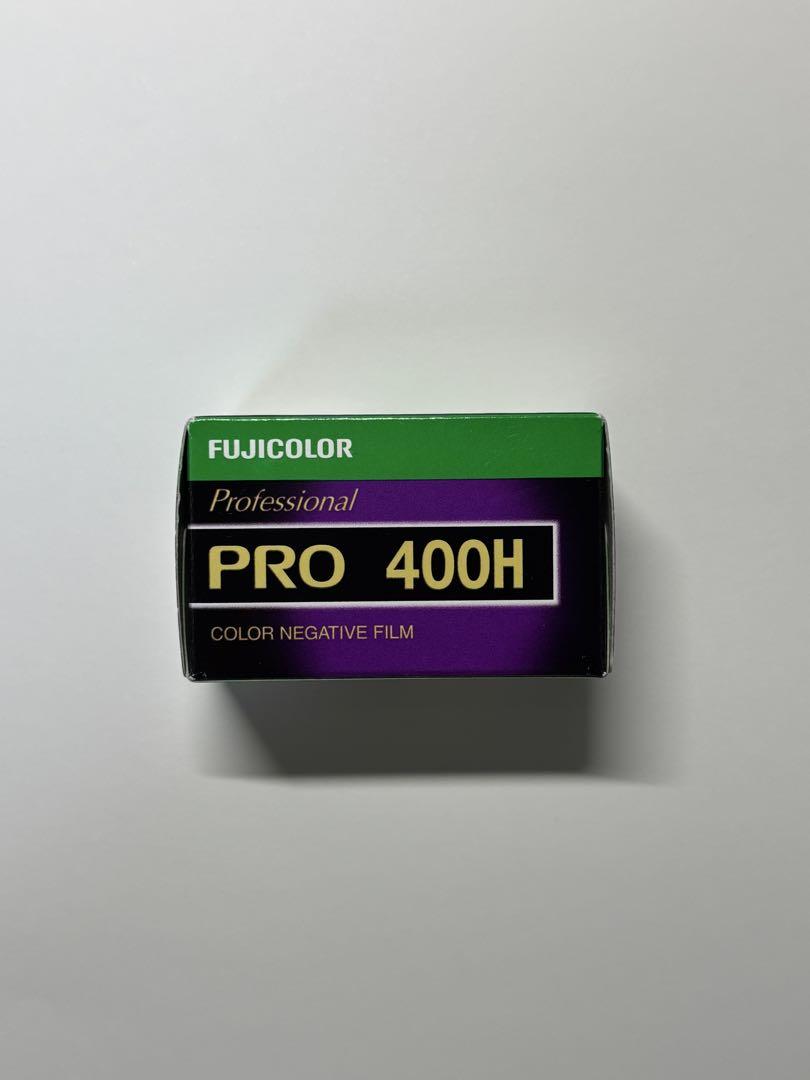 FUJICOLOR
Professional
PRO 400H
COLOR NEGATIVE FILM